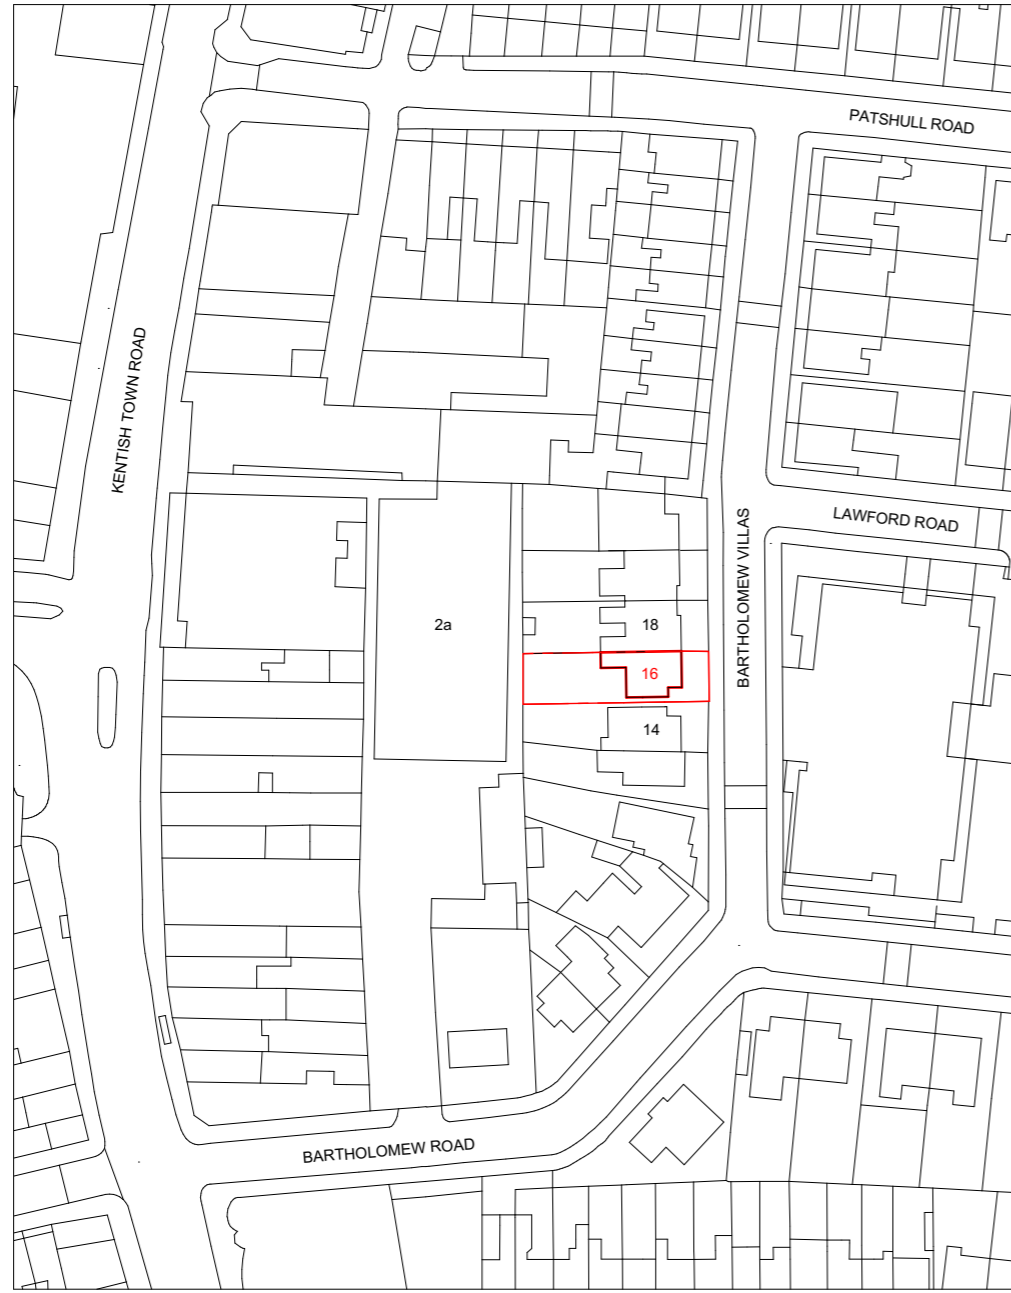 PATSHULL ROAD
KENTISH TOWN ROAD
LAWFORD ROAD
BARTHOLOMEW VILLAS
2a
18
16
14
BARTHOLOMEW ROAD